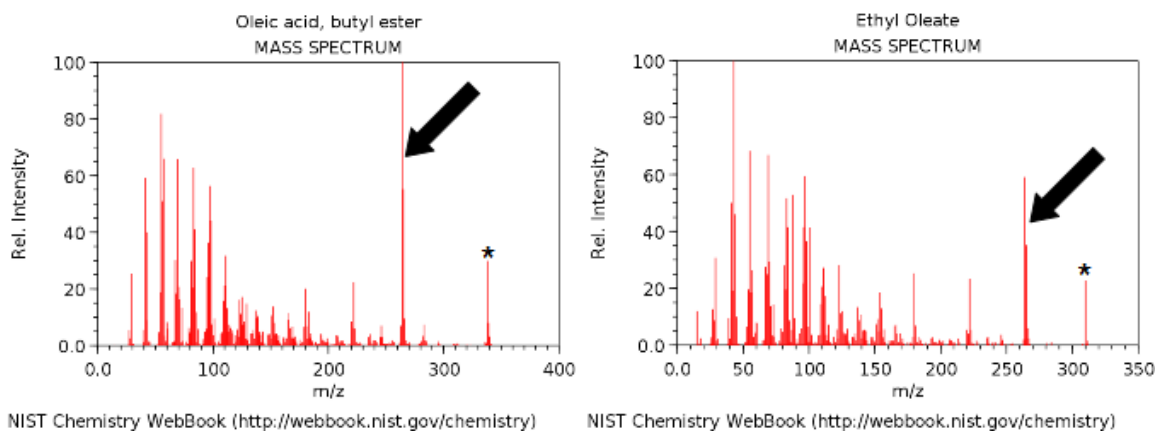 Oleic acid, butyl ester
MASS SPECTRUM
100
80
60
40
20
0.0
Rel. Intensity
*
0.0 100 200 300 400
m/z
NIST Chemistry WebBook (http://webbook.nist.gov/chemistry)
Ethyl Oleate
MASS SPECTRUM
100
80
60
40
20
0.0
Rel. Intensity
*
0.0 50 100 150 200 250 300 350
m/z
NIST Chemistry WebBook (http://webbook.nist.gov/chemistry)